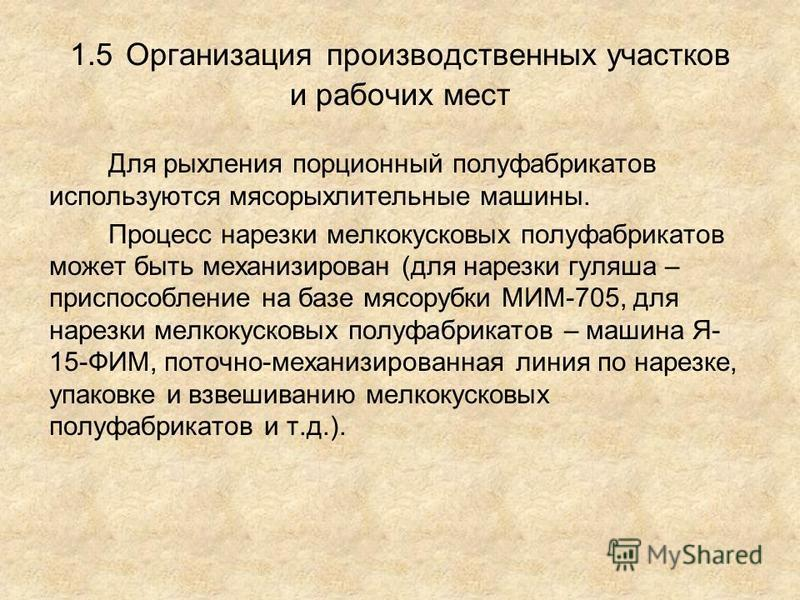 1.5 Организация производственных участков
и рабочих мест
Для рыхления порционный полуфабрикатов
используются мясорыхлительные машины.
Процесс нарезки мелкокусковых полуфабрикатов
может быть механизирован (для нарезки гуляша –
приспособление на базе мясорубки МИМ-705, для
нарезки мелкокусковых полуфабрикатов – машина Я-
15-ФИМ, поточно-механизированная линия по нарезке,
упаковке и взвешиванию мелкокусковых
полуфабрикатов и т.д.).
MyShared